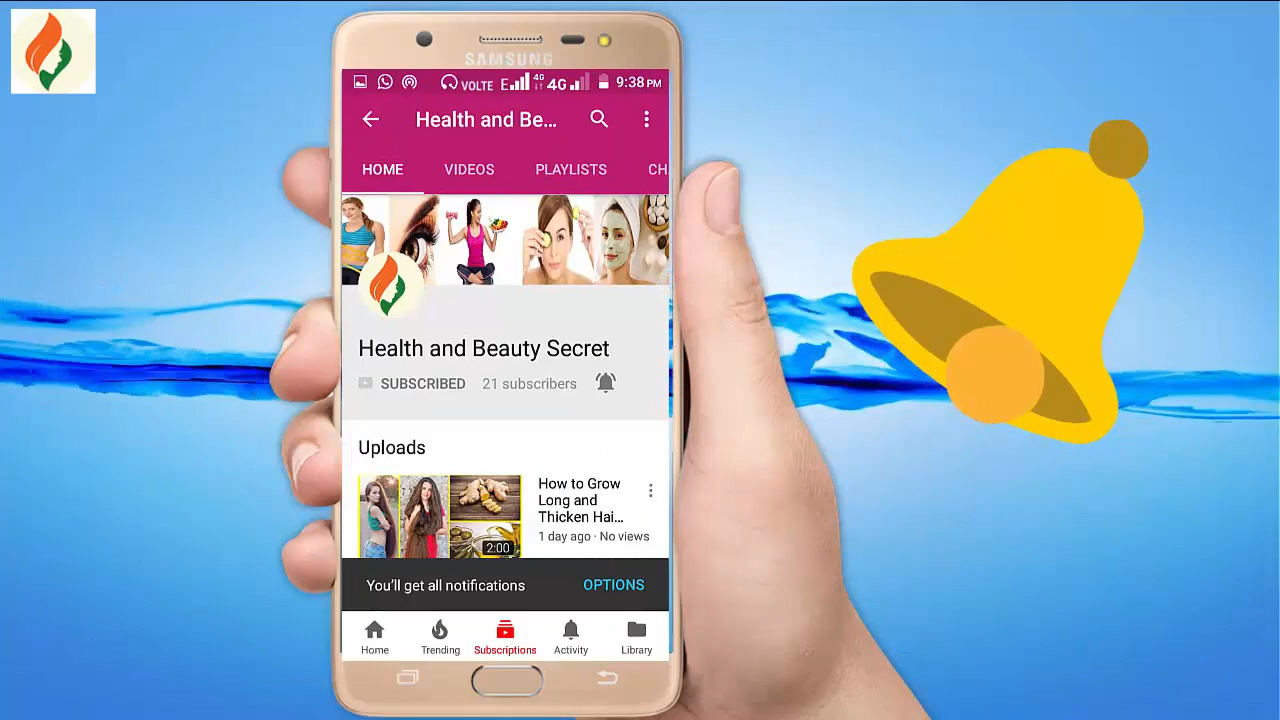 SAMSUNG
VOLTE E 4G 4G 9:38 PM
Health and Be...
HOME VIDEOS PLAYLISTS CH
Health and Beauty Secret
SUBSCRIBED 21 subscribers
Uploads
How to Grow
Long and
Thicken Hai...
1 day ago · No views
2:00
You'll get all notifications OPTIONS
Home Trending Subscriptions Activity Library